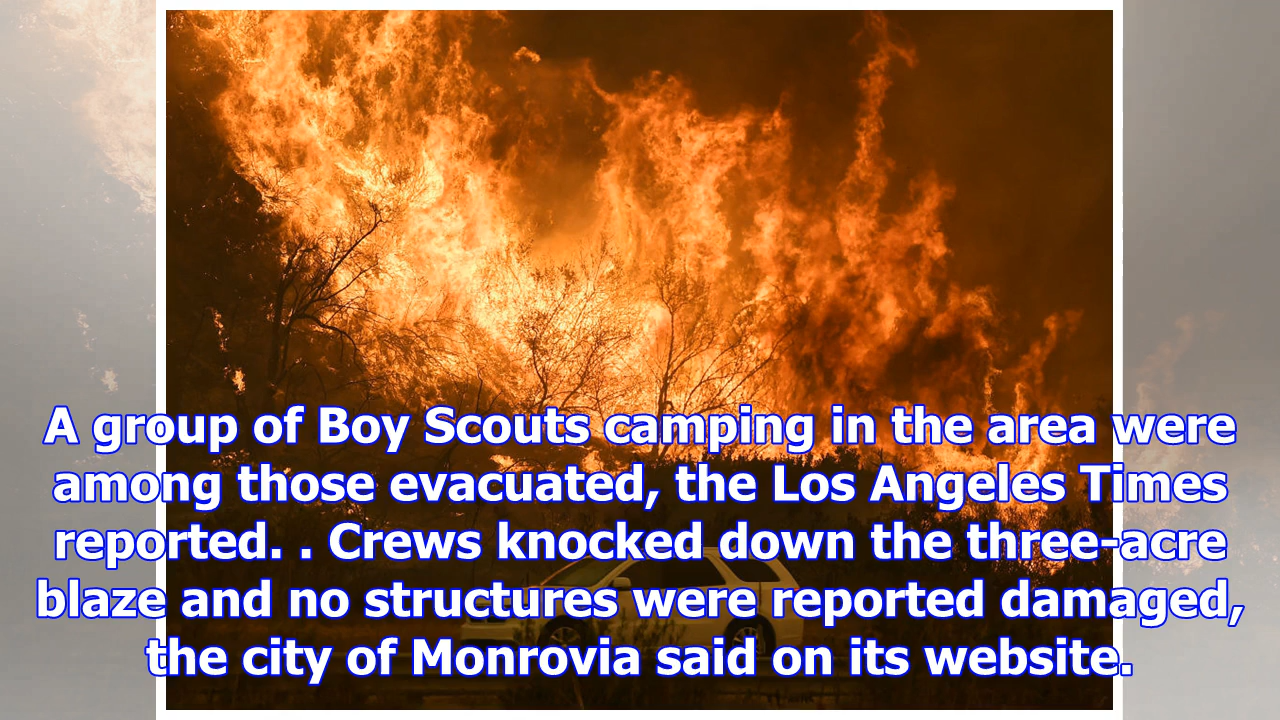 A group of Boy Scouts camping in the area were
among those evacuated, the Los Angeles Times
reported. . Crews knocked down the three-acre
blaze and no structures were reported damaged,
the city of Monrovia said on its website.